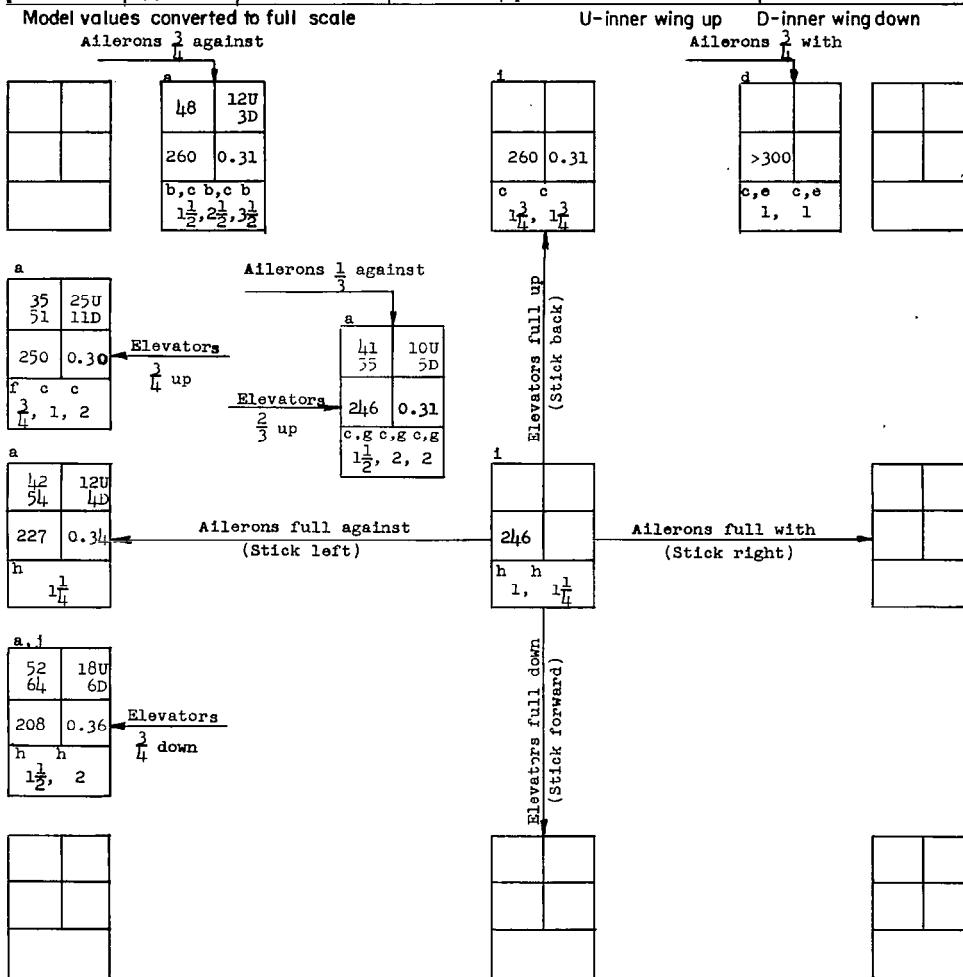 Model values converted to full scale
U-inner wing up D-inner wing down
Ailerons 3/4 against
Ailerons 3/4 with
a
48 12U
3D
260 0.31
b,c b,c b
1 1/2, 2 1/2, 3 1/2
i
260 0.31
c c
1 3/4, 1 3/4
d
>300
c,e c,e
1, 1
a
35 25U
51 11D
250 0.30
f c c
3/4, 1, 2
Elevators
3/4 up
Ailerons 1/3 against
a
41 10U
55 5D
246 0.31
c,g c,g c,g
1 1/2, 2, 2
Elevators
2/3 up
Elevators full up
(Stick back)
a
42 12U
54 4D
227 0.34
h
1 1/4
Ailerons full against
(Stick left)
i
246
h h
1, 1 1/4
Ailerons full with
(Stick right)
a,j
52 18U
64 6D
208 0.36
h h
1 1/2, 2
Elevators
3/4 down
Elevators full down
(Stick forward)